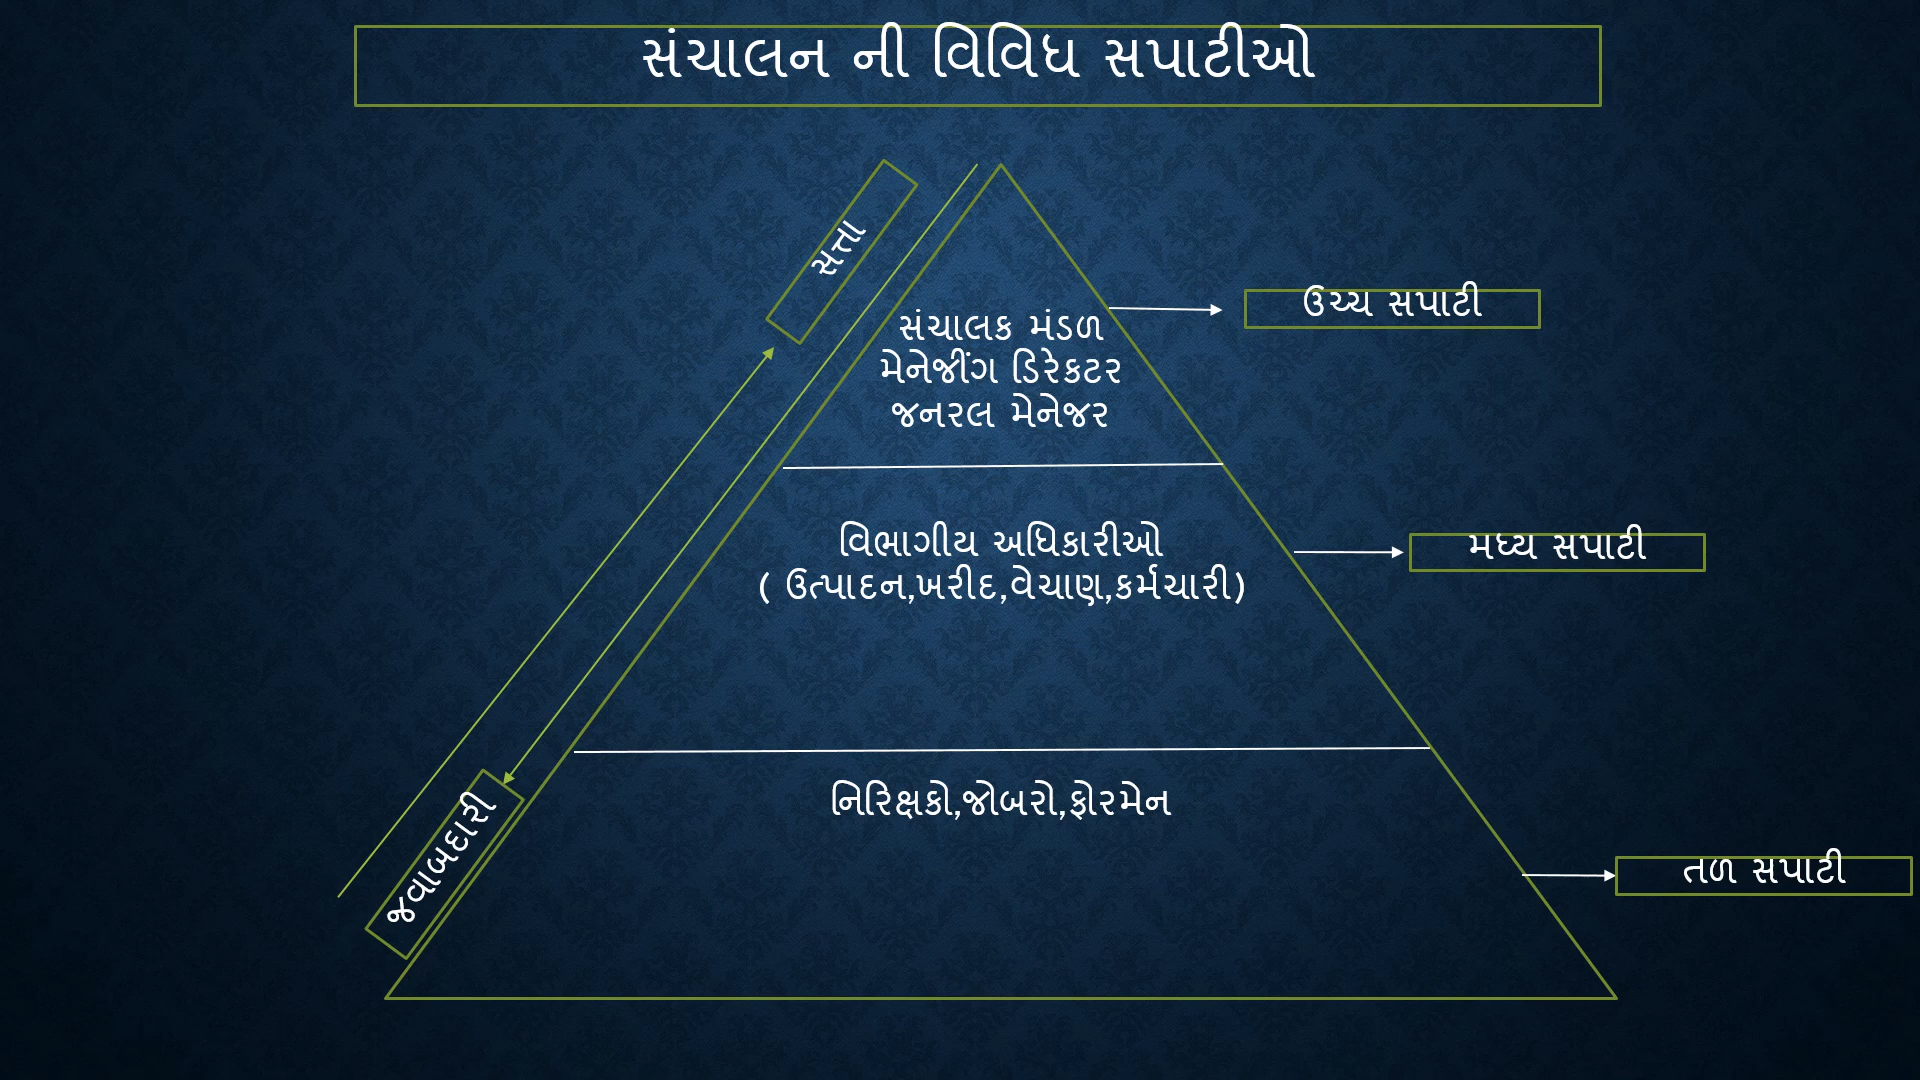 સંચાલન ની વિવિધ સપાટીઓ
સત્તા
ઉચ્ચ સપાટી
સંચાલક મંડળ
મેનેજીંગ ડિરેકટર
જનરલ મેનેજર
વિભાગીય અધિકારીઓ
( ઉત્પાદન,ખરીદ,વેચાણ,કર્મચારી)
મધ્ય સપાટી
જવાબદારી
નિરિક્ષકો,જોબરો,ફોરમેન
તળ સપાટી